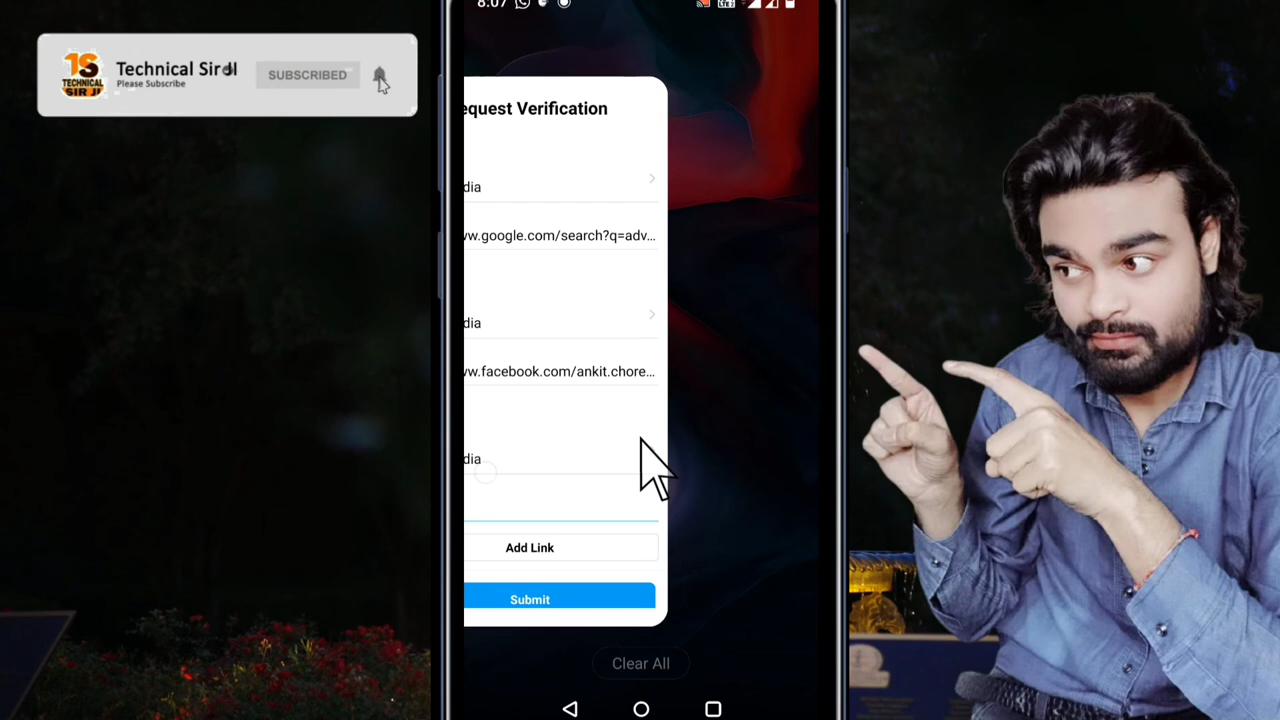 8:07
Technical Sir Ji
Please Subscribe
SUBSCRIBED
TECHNICAL
SIR JI
equest Verification
dia
ww.google.com/search?q=adv...
dia
ww.facebook.com/ankit.chore...
dia
Add Link
Submit
Clear All